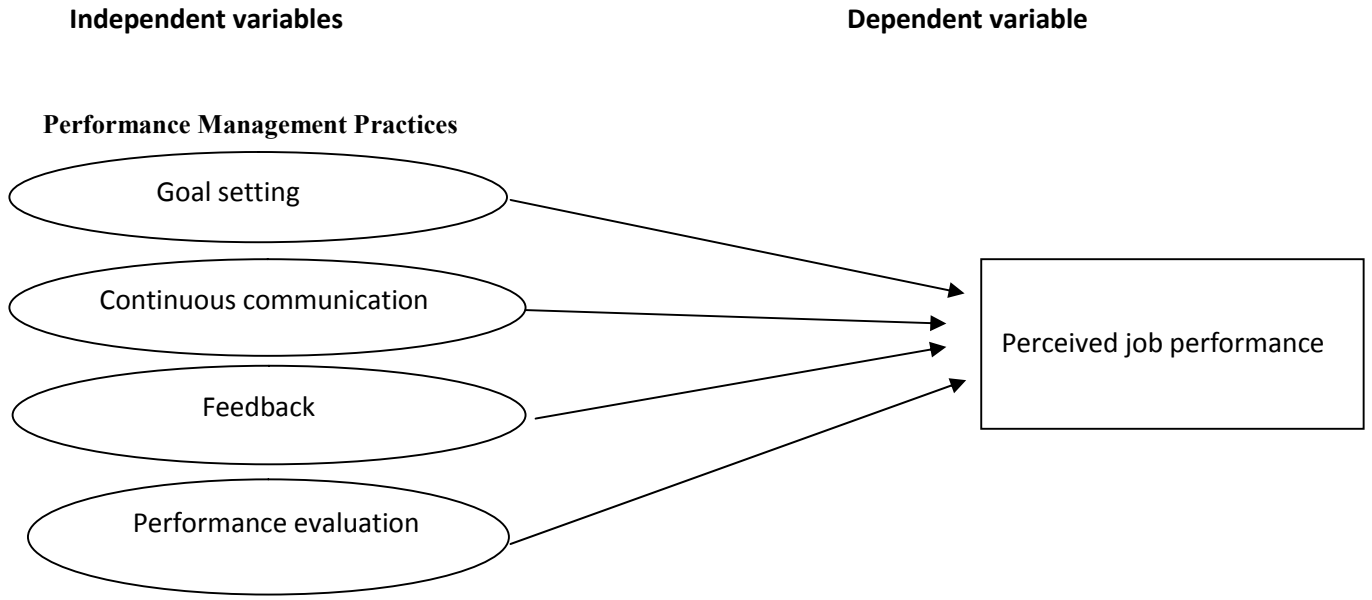 Independent variables
Dependent variable
Performance Management Practices
Goal setting
Continuous communication
Feedback
Performance evaluation
Perceived job performance